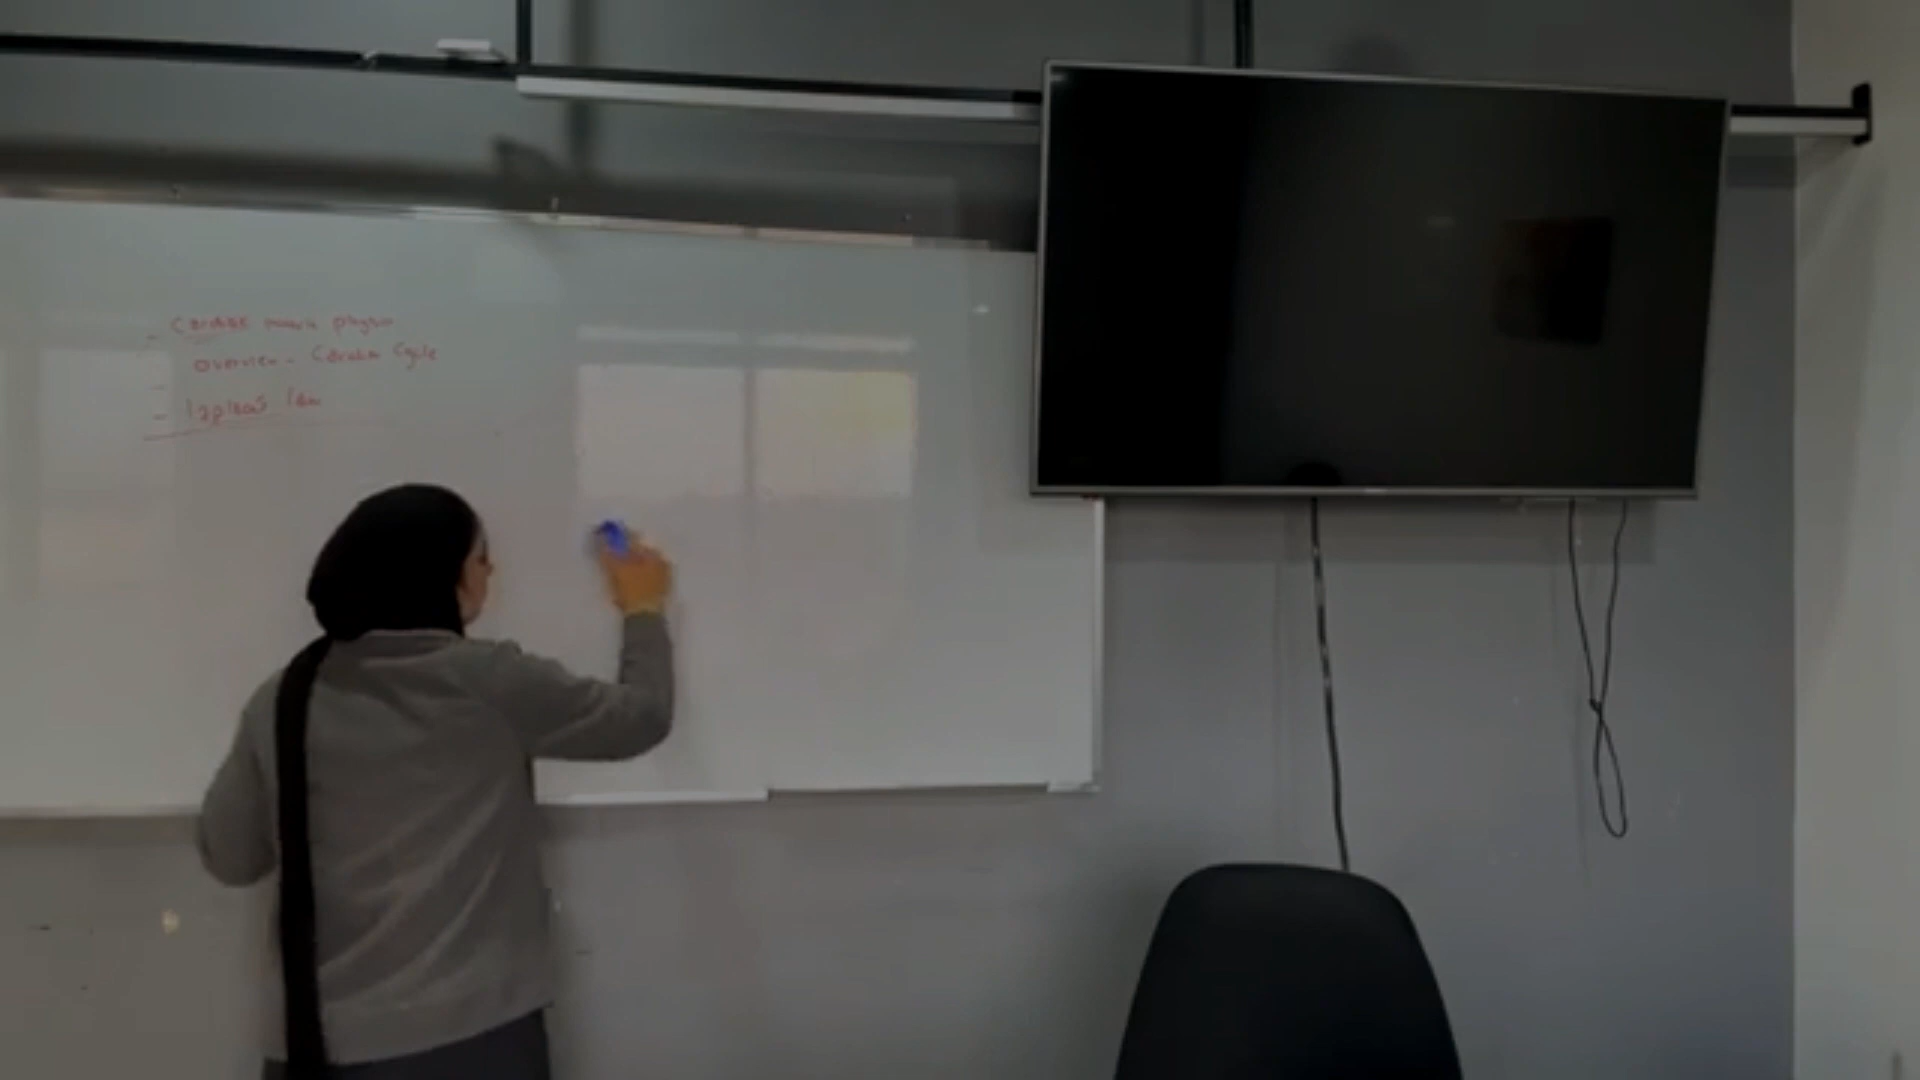 - Cardiac muscle physio
overview - Cardiac Cycle
- laplace's law